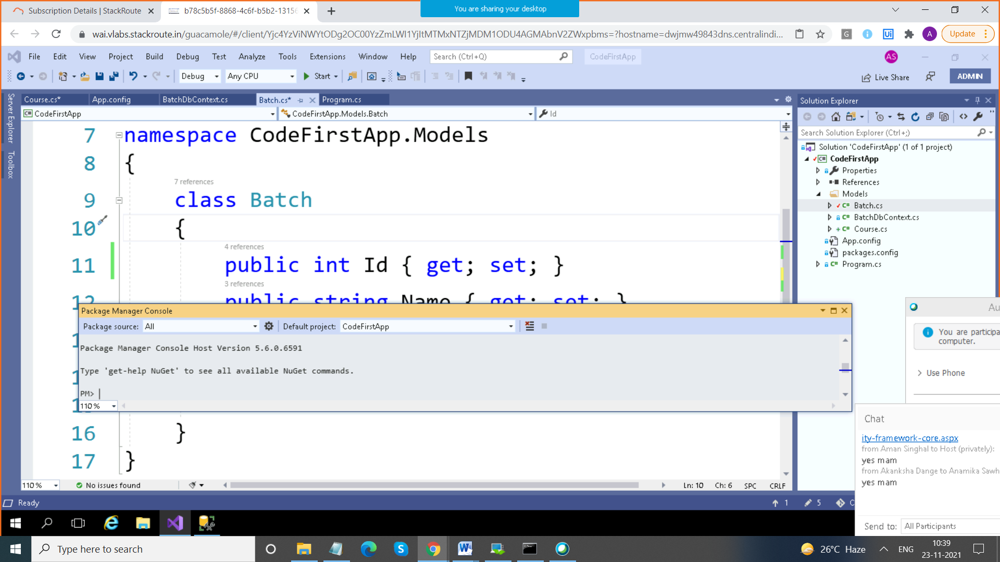 Subscription Details | StackRoute
b78c5b5f-8868-4c6f-b5b2-13156
You are sharing your desktop
wai.vlabs.stackroute.in/guacamole/#/client/Yjc4YzViNWYtODg2OC00YzZmLWI1YjItMTMxNTZjMDM1ODU4AGMAbnV2ZWxpbms=?hostname=dwjmw49843dns.centralindi...
G
Ui
A
Update
File Edit View Project Build Debug Test Analyze Tools Extensions Window Help
Search (Ctrl+Q)
CodeFirstApp
AS
Debug
Any CPU
Start
Live Share
ADMIN
Server Explorer
Toolbox
Course.cs*
App.config
BatchDbContext.cs
Batch.cs*
Program.cs
CodeFirstApp
CodeFirstApp.Models.Batch
Id
7 namespace CodeFirstApp.Models
8 {
7 references
9 class Batch
10 {
4 references
11 public int Id { get; set; }
3 references
12 public string Name { get; set; }
Package Manager Console
Package source: All
Default project: CodeFirstApp
Package Manager Console Host Version 5.6.0.6591
Type 'get-help NuGet' to see all available NuGet commands.
PM>
110 %
16 }
17 }
110 %
No issues found
Ln: 10 Ch: 6 SPC CRLF
Ready
1
5
Solution Explorer
Search Solution Explorer (Ctrl+;)
Solution 'CodeFirstApp' (1 of 1 project)
CodeFirstApp
Properties
References
Models
Batch.cs
BatchDbContext.cs
Course.cs
App.config
packages.config
Program.cs
Au
You are participa
computer.
Use Phone
Chat
ity-framework-core.aspx
from Aman Singhal to Host (privately):
yes mam
from Akanksha Dange to Anamika Sawh
yes mam
Send to: All Participants
Type here to search
26°C Haze
ENG
10:39
23-11-2021